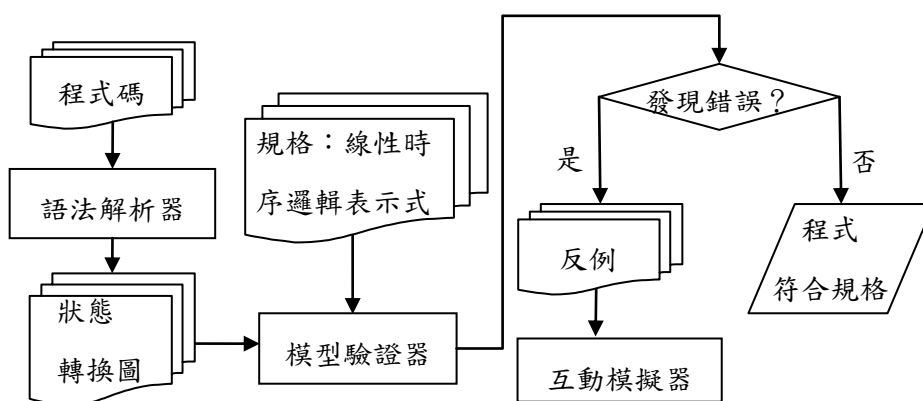 程式碼
語法解析器
狀態
轉換圖
規格：線性時
序邏輯表示式
模型驗證器
發現錯誤？
是
否
反例
互動模擬器
程式
符合規格